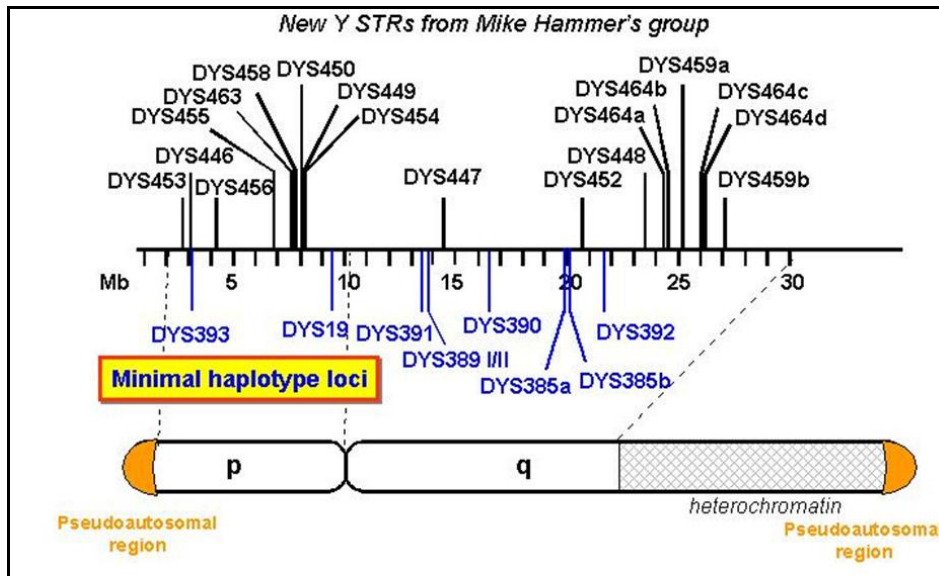 New Y STRs from Mike Hammer's group
DYS450
DYS459a
DYS458
DYS449
DYS464b
DYS464c
DYS463
DYS454
DYS464a
DYS464d
DYS455
DYS446
DYS448
DYS453
DYS456
DYS447
DYS452
DYS459b
Mb
5
10
15
20
25
30
DYS393
DYS19
DYS391
DYS390
DYS392
DYS389 I/II
DYS385a
DYS385b
Minimal haplotype loci
p
q
heterochromatin
Pseudoautosomal
region
Pseudoautosoma
region